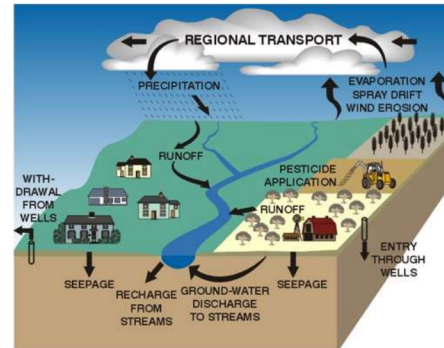 REGIONAL TRANSPORT
PRECIPITATION
EVAPORATION
SPRAY DRIFT
WIND EROSION
RUNOFF
PESTICIDE
APPLICATION
WITH-
DRAWAL
FROM
WELLS
RUNOFF
ENTRY
THROUGH
WELLS
SEEPAGE
RECHARGE
FROM
STREAMS
GROUND-WATER
DISCHARGE
TO STREAMS
SEEPAGE